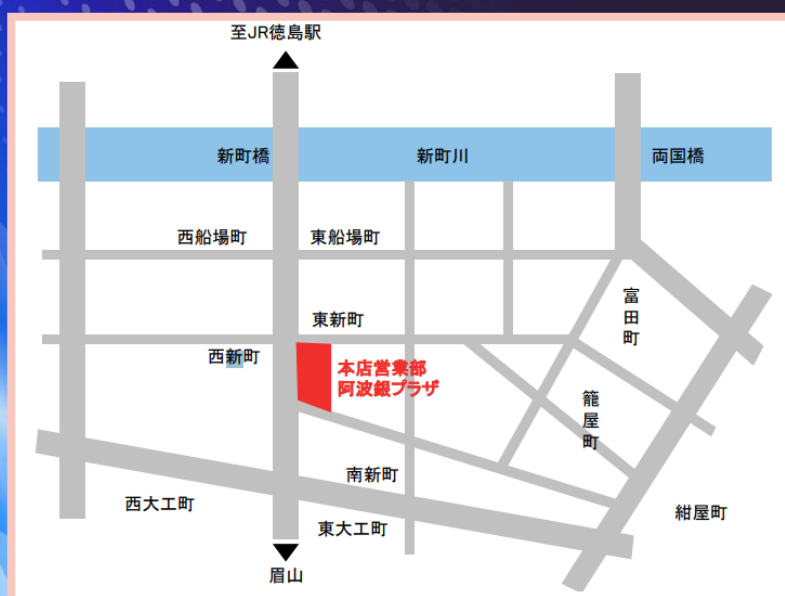 至JR徳島駅
新町橋
新町川
両国橋
西船場町
東船場町
富田町
東新町
西新町
本店営業部
阿波銀プラザ
籠屋町
南新町
西大工町
東大工町
紺屋町
眉山